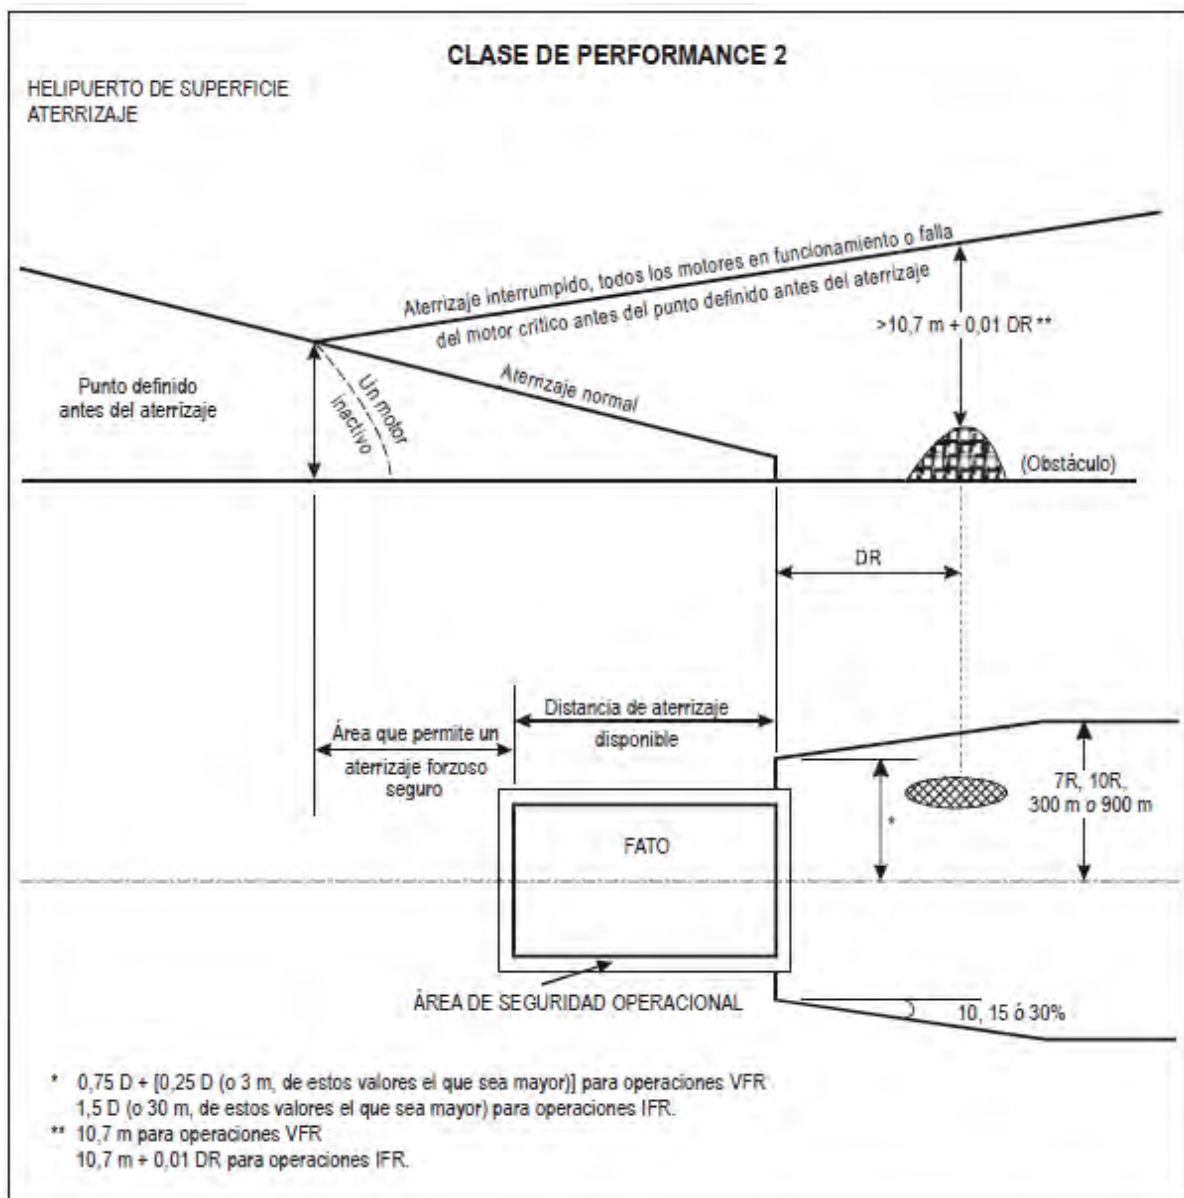 CLASE DE PERFORMANCE 2
HELIPUERTO DE SUPERFICIE
ATERRIZAJE
Aterrizaje interrumpido, todos los motores en funcionamiento o falla
del motor crítico antes del punto definido antes del aterrizaje
>10,7 m + 0,01 DR **
Punto definido
antes del aterrizaje
Un motor
inactivo
Aterrizaje normal
(Obstáculo)
DR
Distancia de aterrizaje
disponible
Área que permite un
aterrizaje forzoso
seguro
7R, 10R,
300 m o 900 m
*
FATO
ÁREA DE SEGURIDAD OPERACIONAL
10, 15 ó 30%
* 0,75 D + [0,25 D (o 3 m, de estos valores el que sea mayor)] para operaciones VFR
1,5 D (o 30 m, de estos valores el que sea mayor) para operaciones IFR.
** 10,7 m para operaciones VFR
10,7 m + 0,01 DR para operaciones IFR.